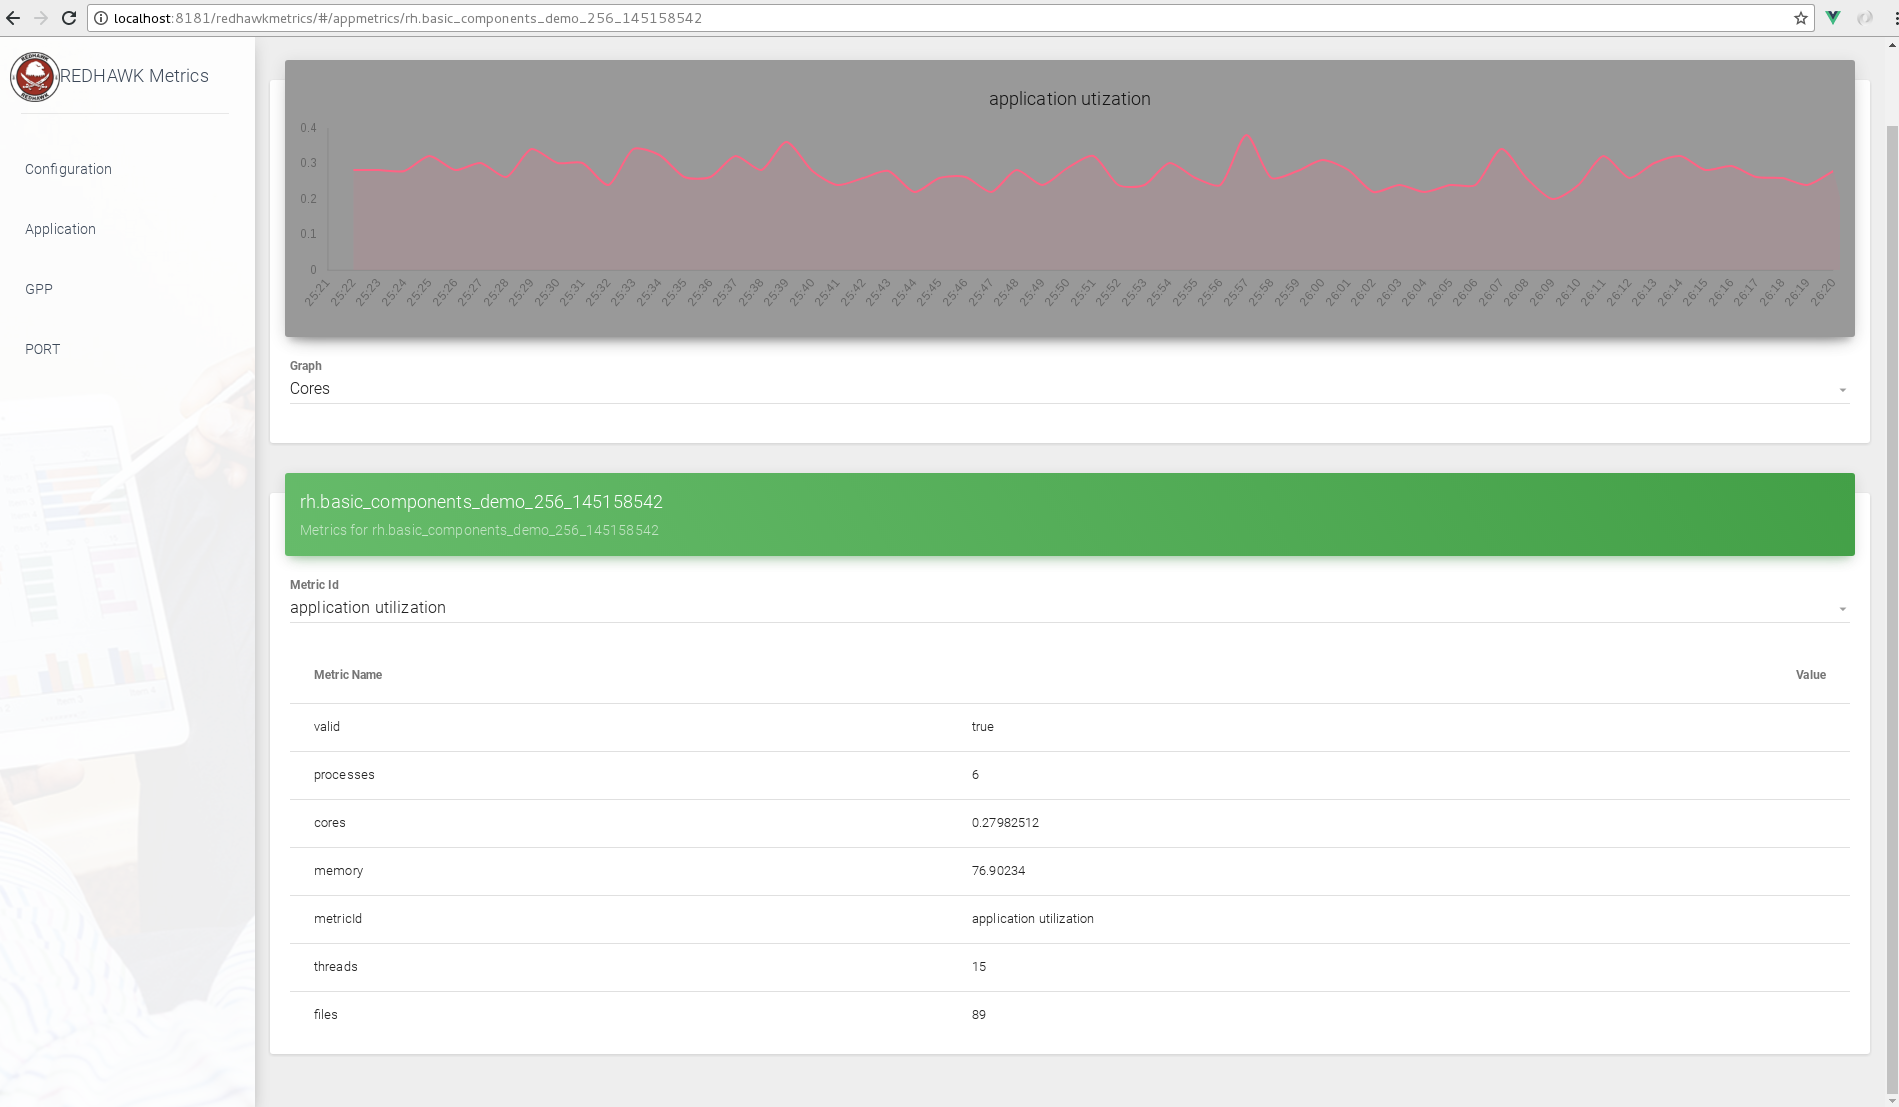 localhost:8181/redhawkmetrics/#/appmetrics/rh.basic_components_demo_256_145158542
REDHAWK
REDHAWK
REDHAWK Metrics
Configuration
Application
GPP
PORT
application utization
0.4
0.3
0.2
0.1
0
25:21 25:22 25:23 25:24 25:25 25:26 25:27 25:28 25:29 25:30 25:31 25:32 25:33 25:34 25:35 25:36 25:37 25:38 25:39 25:40 25:41 25:42 25:43 25:44 25:45 25:46 25:47 25:48 25:49 25:50 25:51 25:52 25:53 25:54 25:55 25:56 25:57 25:58 25:59 26:00 26:01 26:02 26:03 26:04 26:05 26:06 26:07 26:08 26:09 26:10 26:11 26:12 26:13 26:14 26:15 26:16 26:17 26:18 26:19 26:20
Graph
Cores
rh.basic_components_demo_256_145158542
Metrics for rh.basic_components_demo_256_145158542
Metric Id
application utilization
Metric Name Value
valid true
processes 6
cores 0.27982512
memory 76.90234
metricId application utilization
threads 15
files 89